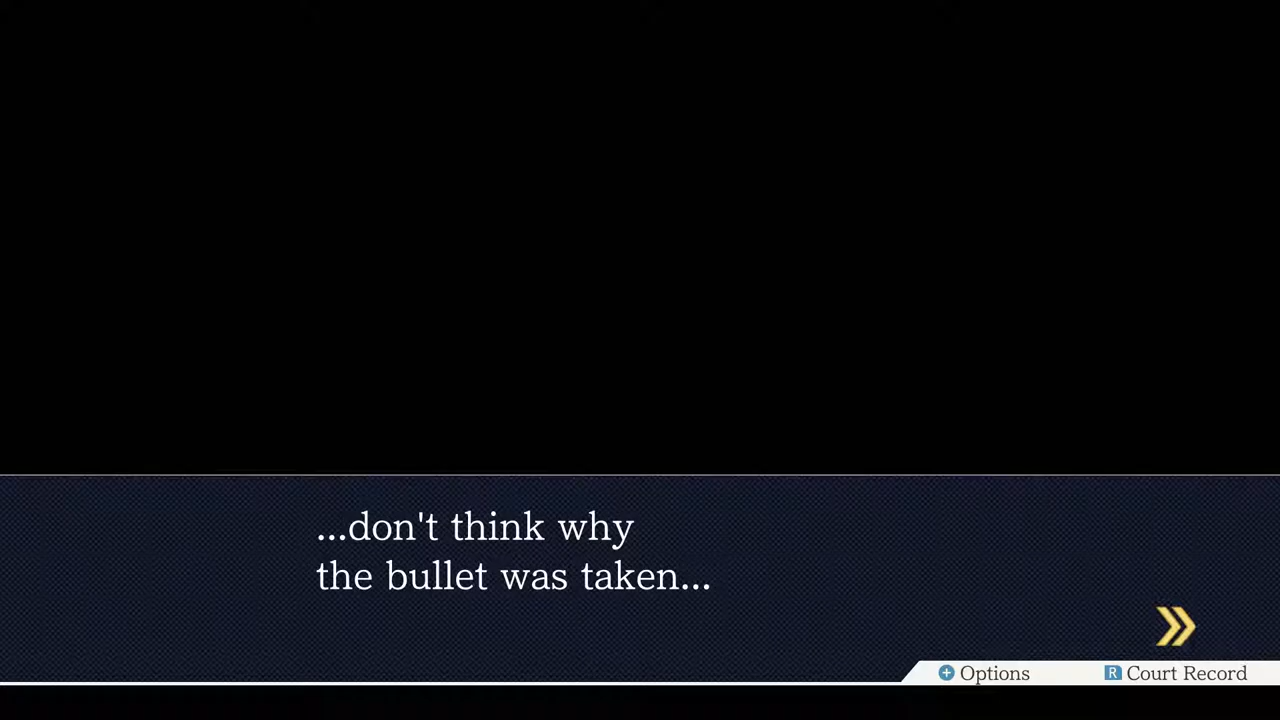 ...don't think why
the bullet was taken...
+ Options
R Court Record